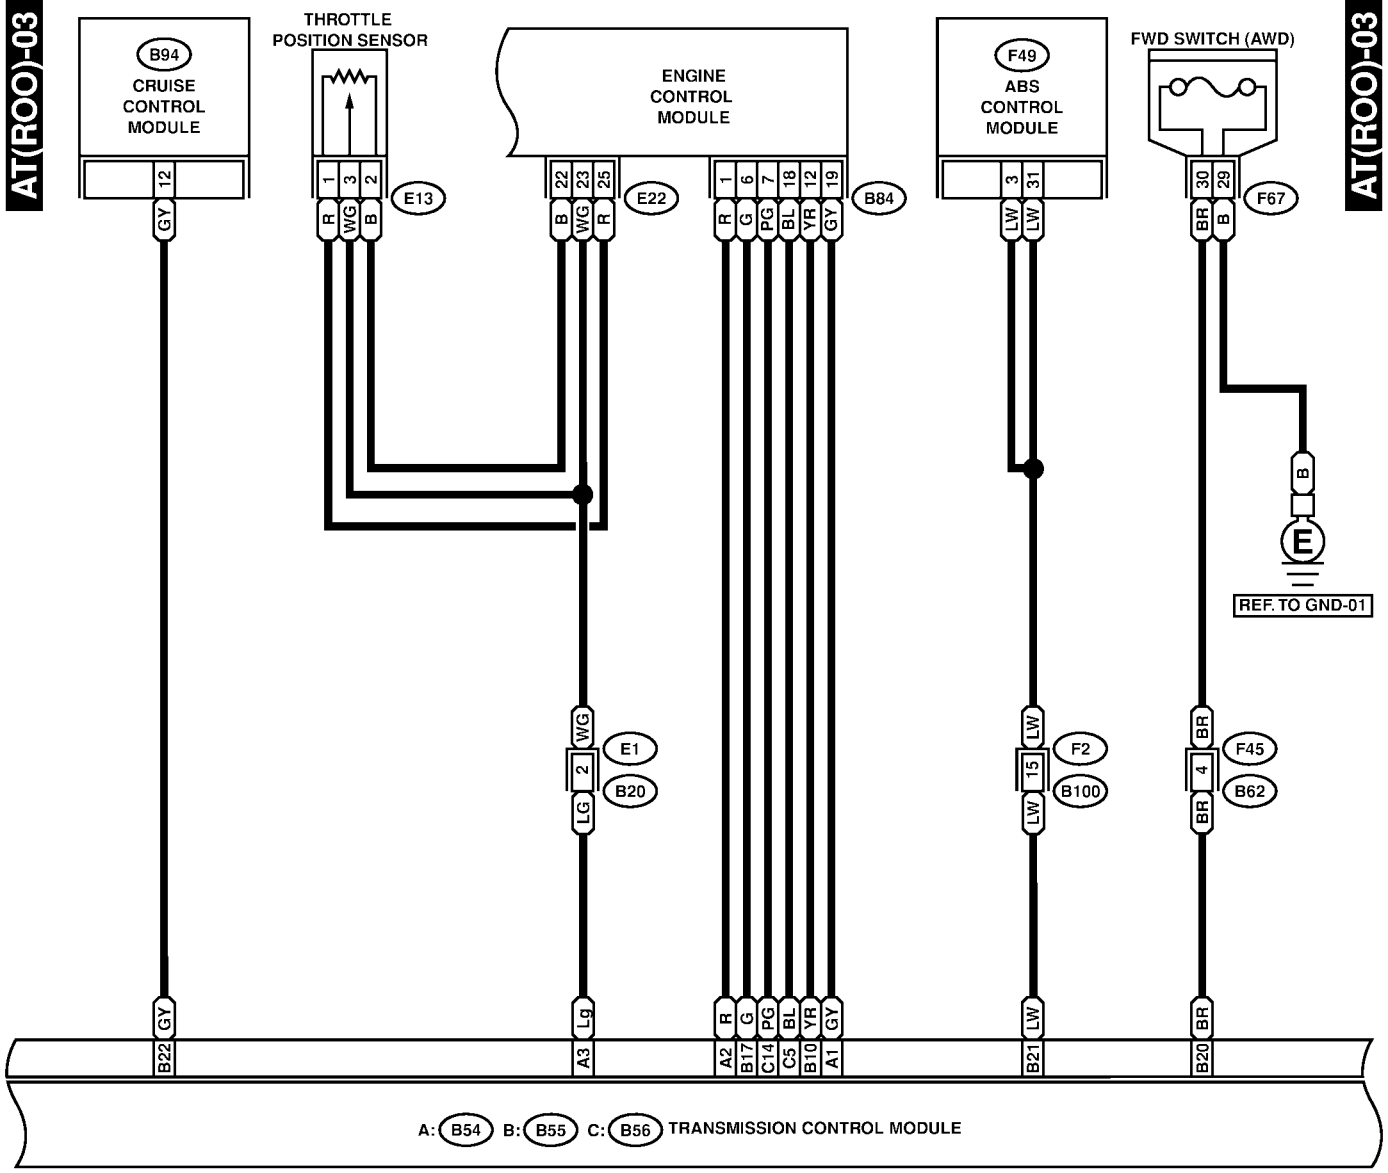 AT(ROO)-03
AT(ROO)-03
B94
CRUISE
CONTROL
MODULE
THROTTLE
POSITION SENSOR
ENGINE
CONTROL
MODULE
F49
ABS
CONTROL
MODULE
FWD SWITCH (AWD)
12
1 3 2
E13
22 23 25
E22
1 6 7 18 12 19
B84
3 31
30 29
F67
GY
R WG B
B WG R
R G PG BL YR GY
LW LW
BR B
B
E
REF. TO GND-01
WG
E1
2
B20
LG
LW
F2
15
B100
LW
BR
F45
4
B62
BR
GY
Lg
R G PG BL YR GY
LW
BR
B22
A3
A2 B17 C14 C5 B10 A1
B21
B20
A: B54 B: B55 C: B56 TRANSMISSION CONTROL MODULE